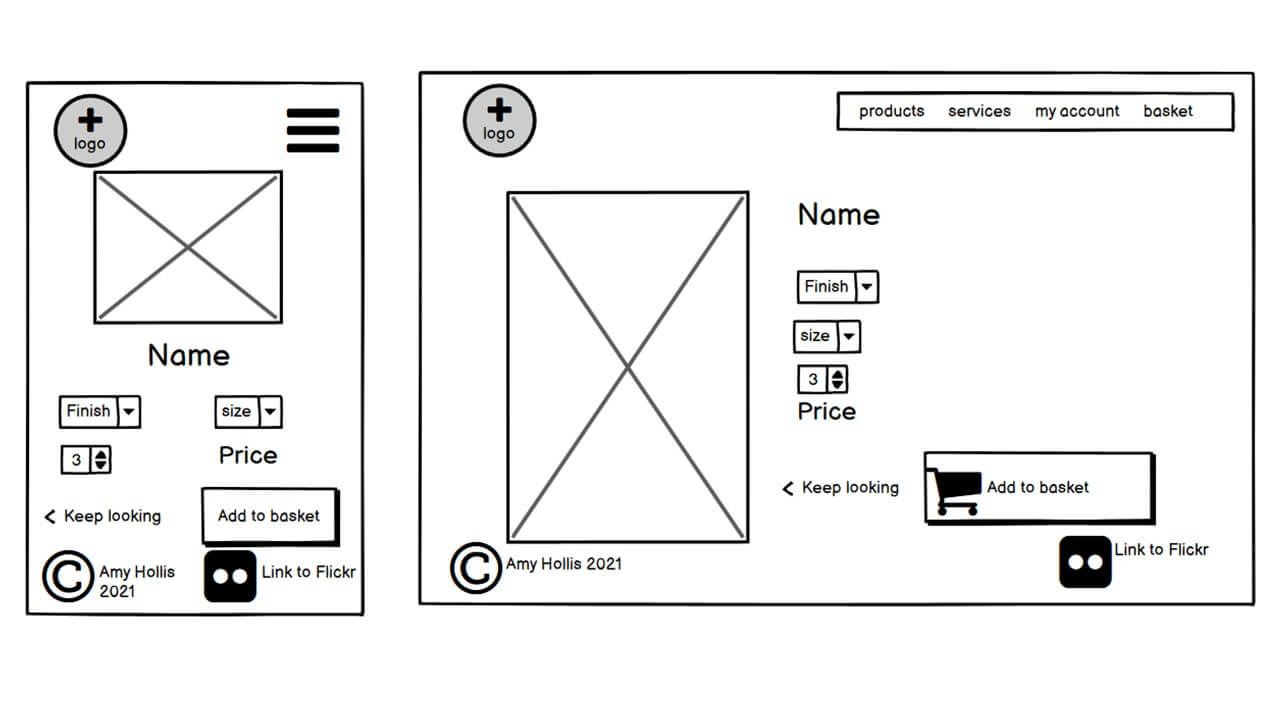 logo
Name
Finish
size
3
Price
Keep looking
Add to basket
Amy Hollis
2021
Link to Flickr
logo
products services my account basket
Name
Finish
size
3
Price
Keep looking
Add to basket
Amy Hollis 2021
Link to Flickr